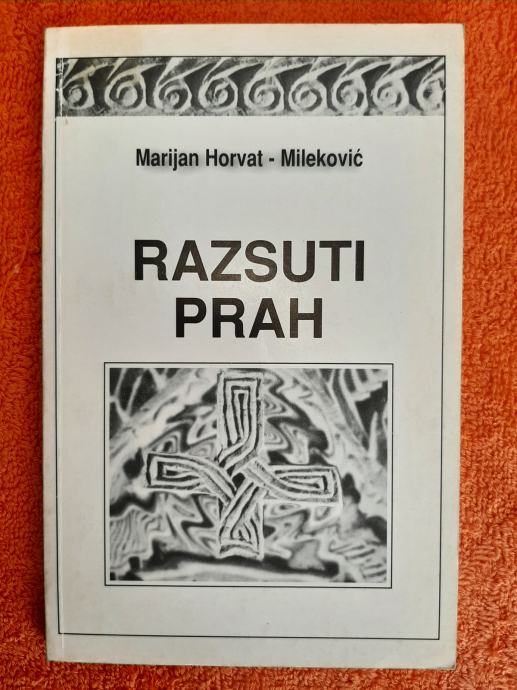 Marijan Horvat - Mileković
RAZSUTI
PRAH